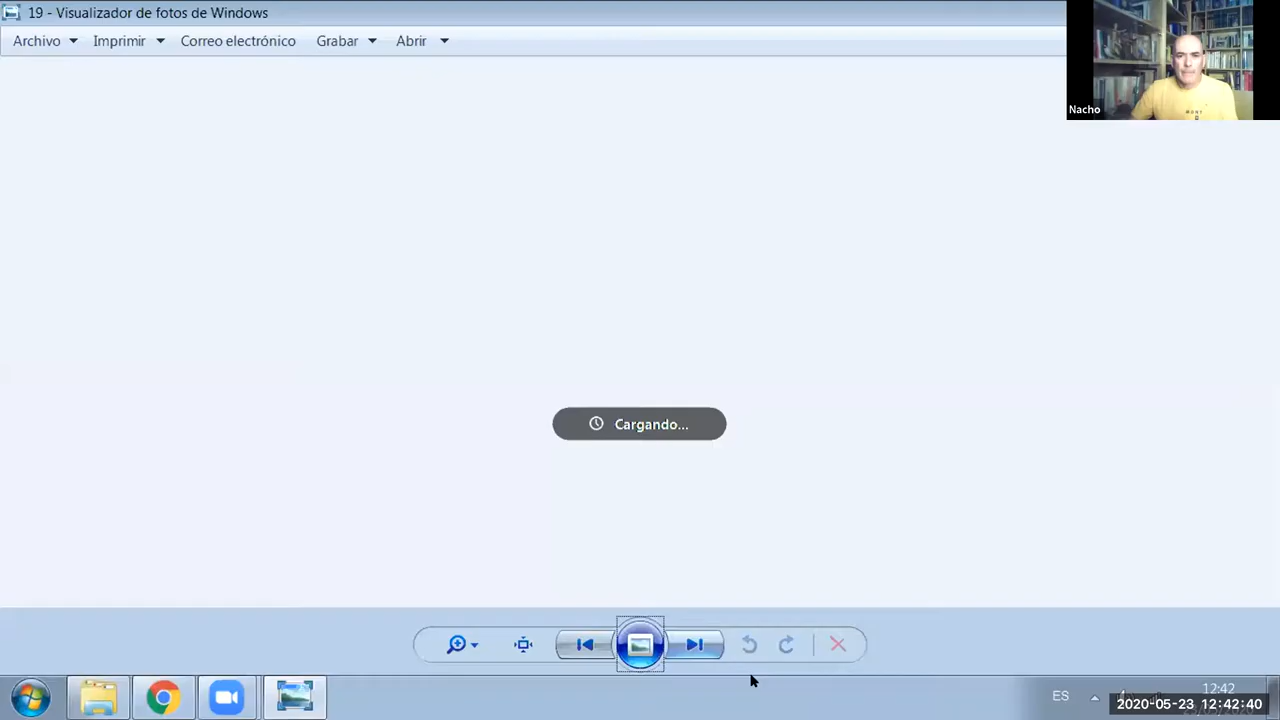 19 - Visualizador de fotos de Windows
Archivo Imprimir Correo electrónico Grabar Abrir
Nacho
Cargando...
ES
12:42
2020-05-23 12:42:40